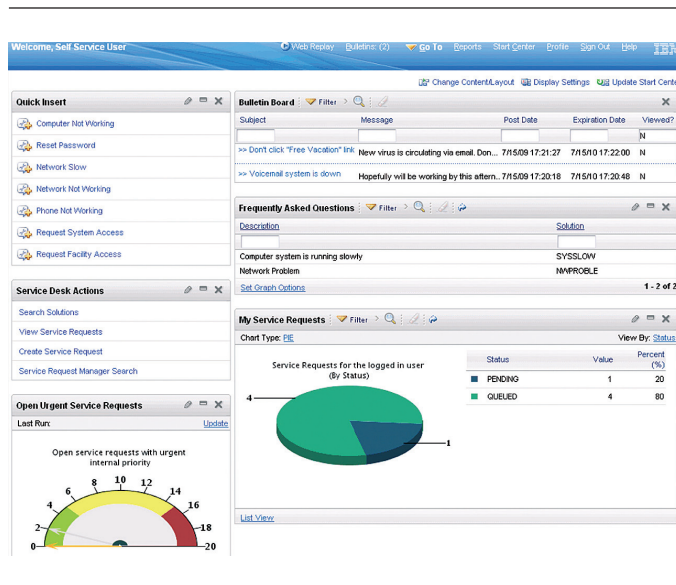 Welcome, Self Service User
Web Replay Bulletins: (2) Go To Reports Start Center Profile Sign Out Help IBM
Change Content/Layout Display Settings Update Start Cente
Quick Insert
Computer Not Working
Reset Password
Network Slow
Network Not Working
Phone Not Working
Request System Access
Request Facility Access
Service Desk Actions
Search Solutions
View Service Requests
Create Service Request
Service Request Manager Search
Open Urgent Service Requests
Last Run: Update
Open service requests with urgent
internal priority
0 2 4 6 8 10 12 14 16 18 20
Bulletin Board Filter
Subject Message Post Date Expiration Date Viewed?
N
>> Don't click "Free Vacation" link New virus is circulating via email. Don... 7/15/09 17:21:27 7/15/10 17:22:00 N
>> Voicemail system is down Hopefully will be working by this aftern... 7/15/09 17:20:18 7/15/10 17:20:48 N
Frequently Asked Questions Filter
Description Solution
Computer system is running slowly SYSSLOW
Network Problem NWPROBLE
Set Graph Options 1 - 2 of 2
My Service Requests Filter
Chart Type: PIE View By: Status
Service Requests for the logged in user
(By Status)
4
1
Status Value Percent
(%)
PENDING 1 20
QUEUED 4 80
List View